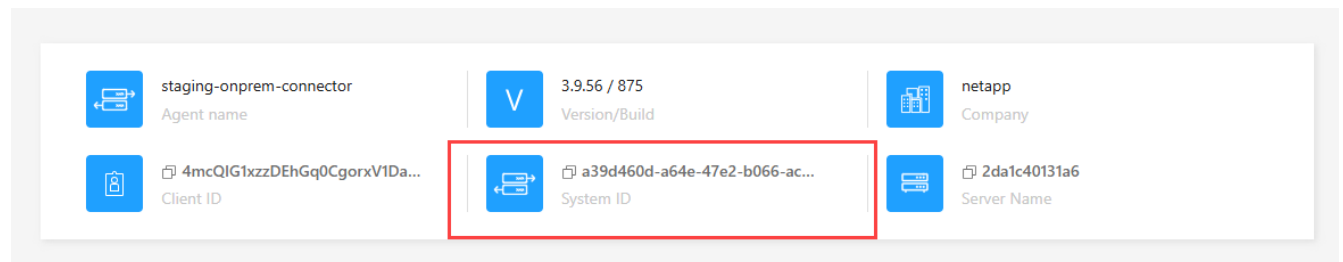 staging-onprem-connector
Agent name
V
3.9.56 / 875
Version/Build
netapp
Company
4mcQIG1xzzDEhGq0CgorxV1Da...
Client ID
a39d460d-a64e-47e2-b066-ac...
System ID
2da1c40131a6
Server Name